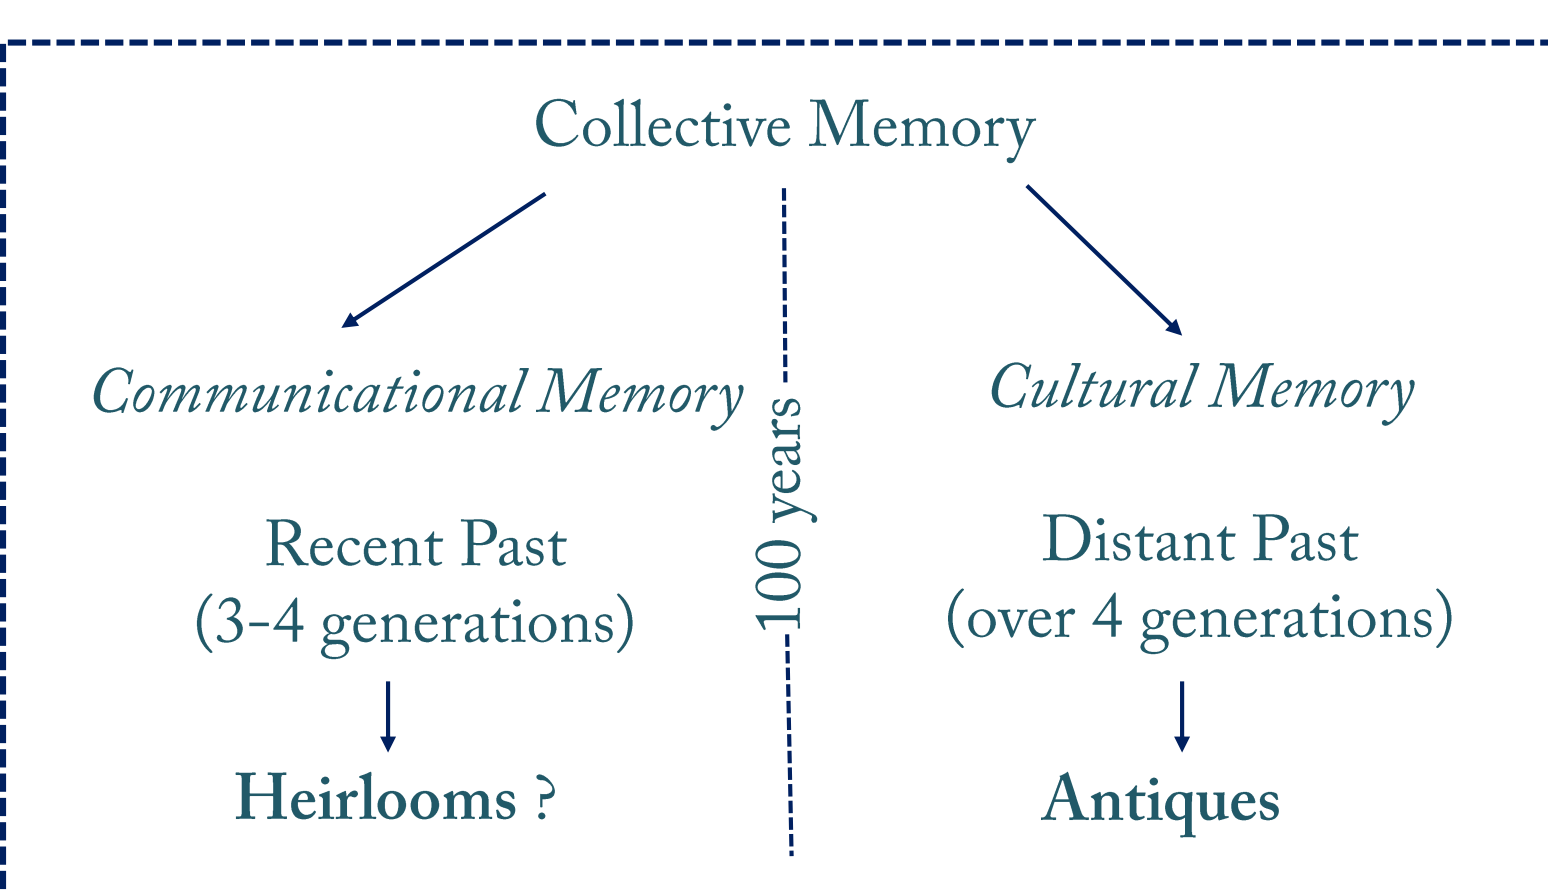 Collective Memory
Communicational Memory
Recent Past
(3-4 generations)
Heirlooms ?
100 years
Cultural Memory
Distant Past
(over 4 generations)
Antiques